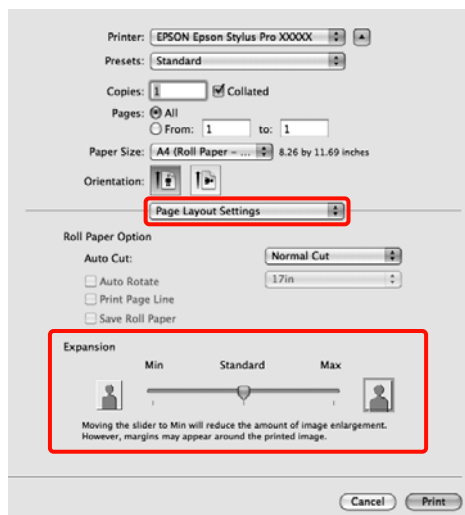 Printer: EPSON Epson Stylus Pro XXXXX
Presets: Standard
Copies: 1 Collated
Pages: All
From: 1 to: 1
Paper Size: A4 (Roll Paper – ... 8.26 by 11.69 inches
Orientation:
Page Layout Settings
Roll Paper Option
Auto Cut: Normal Cut
Auto Rotate 17in
Print Page Line
Save Roll Paper
Expansion
Min Standard Max
Moving the slider to Min will reduce the amount of image enlargement.
However, margins may appear around the printed image.
Cancel Print